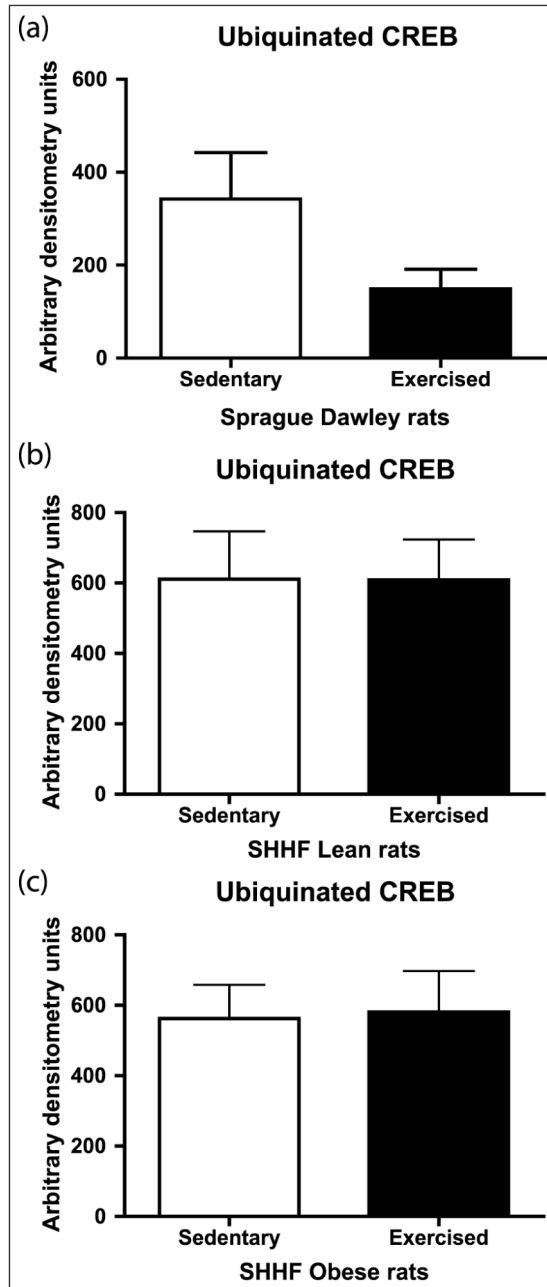 (a)
Ubiquinated CREB
Arbitrary densitometry units
600
400
200
0
Sedentary Exercised
Sprague Dawley rats
(b)
Ubiquinated CREB
Arbitrary densitometry units
800
600
400
200
0
Sedentary Exercised
SHHF Lean rats
(c)
Ubiquinated CREB
Arbitrary densitometry units
800
600
400
200
0
Sedentary Exercised
SHHF Obese rats